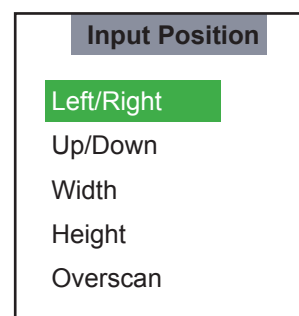 Input Position
Left/Right
Up/Down
Width
Height
Overscan